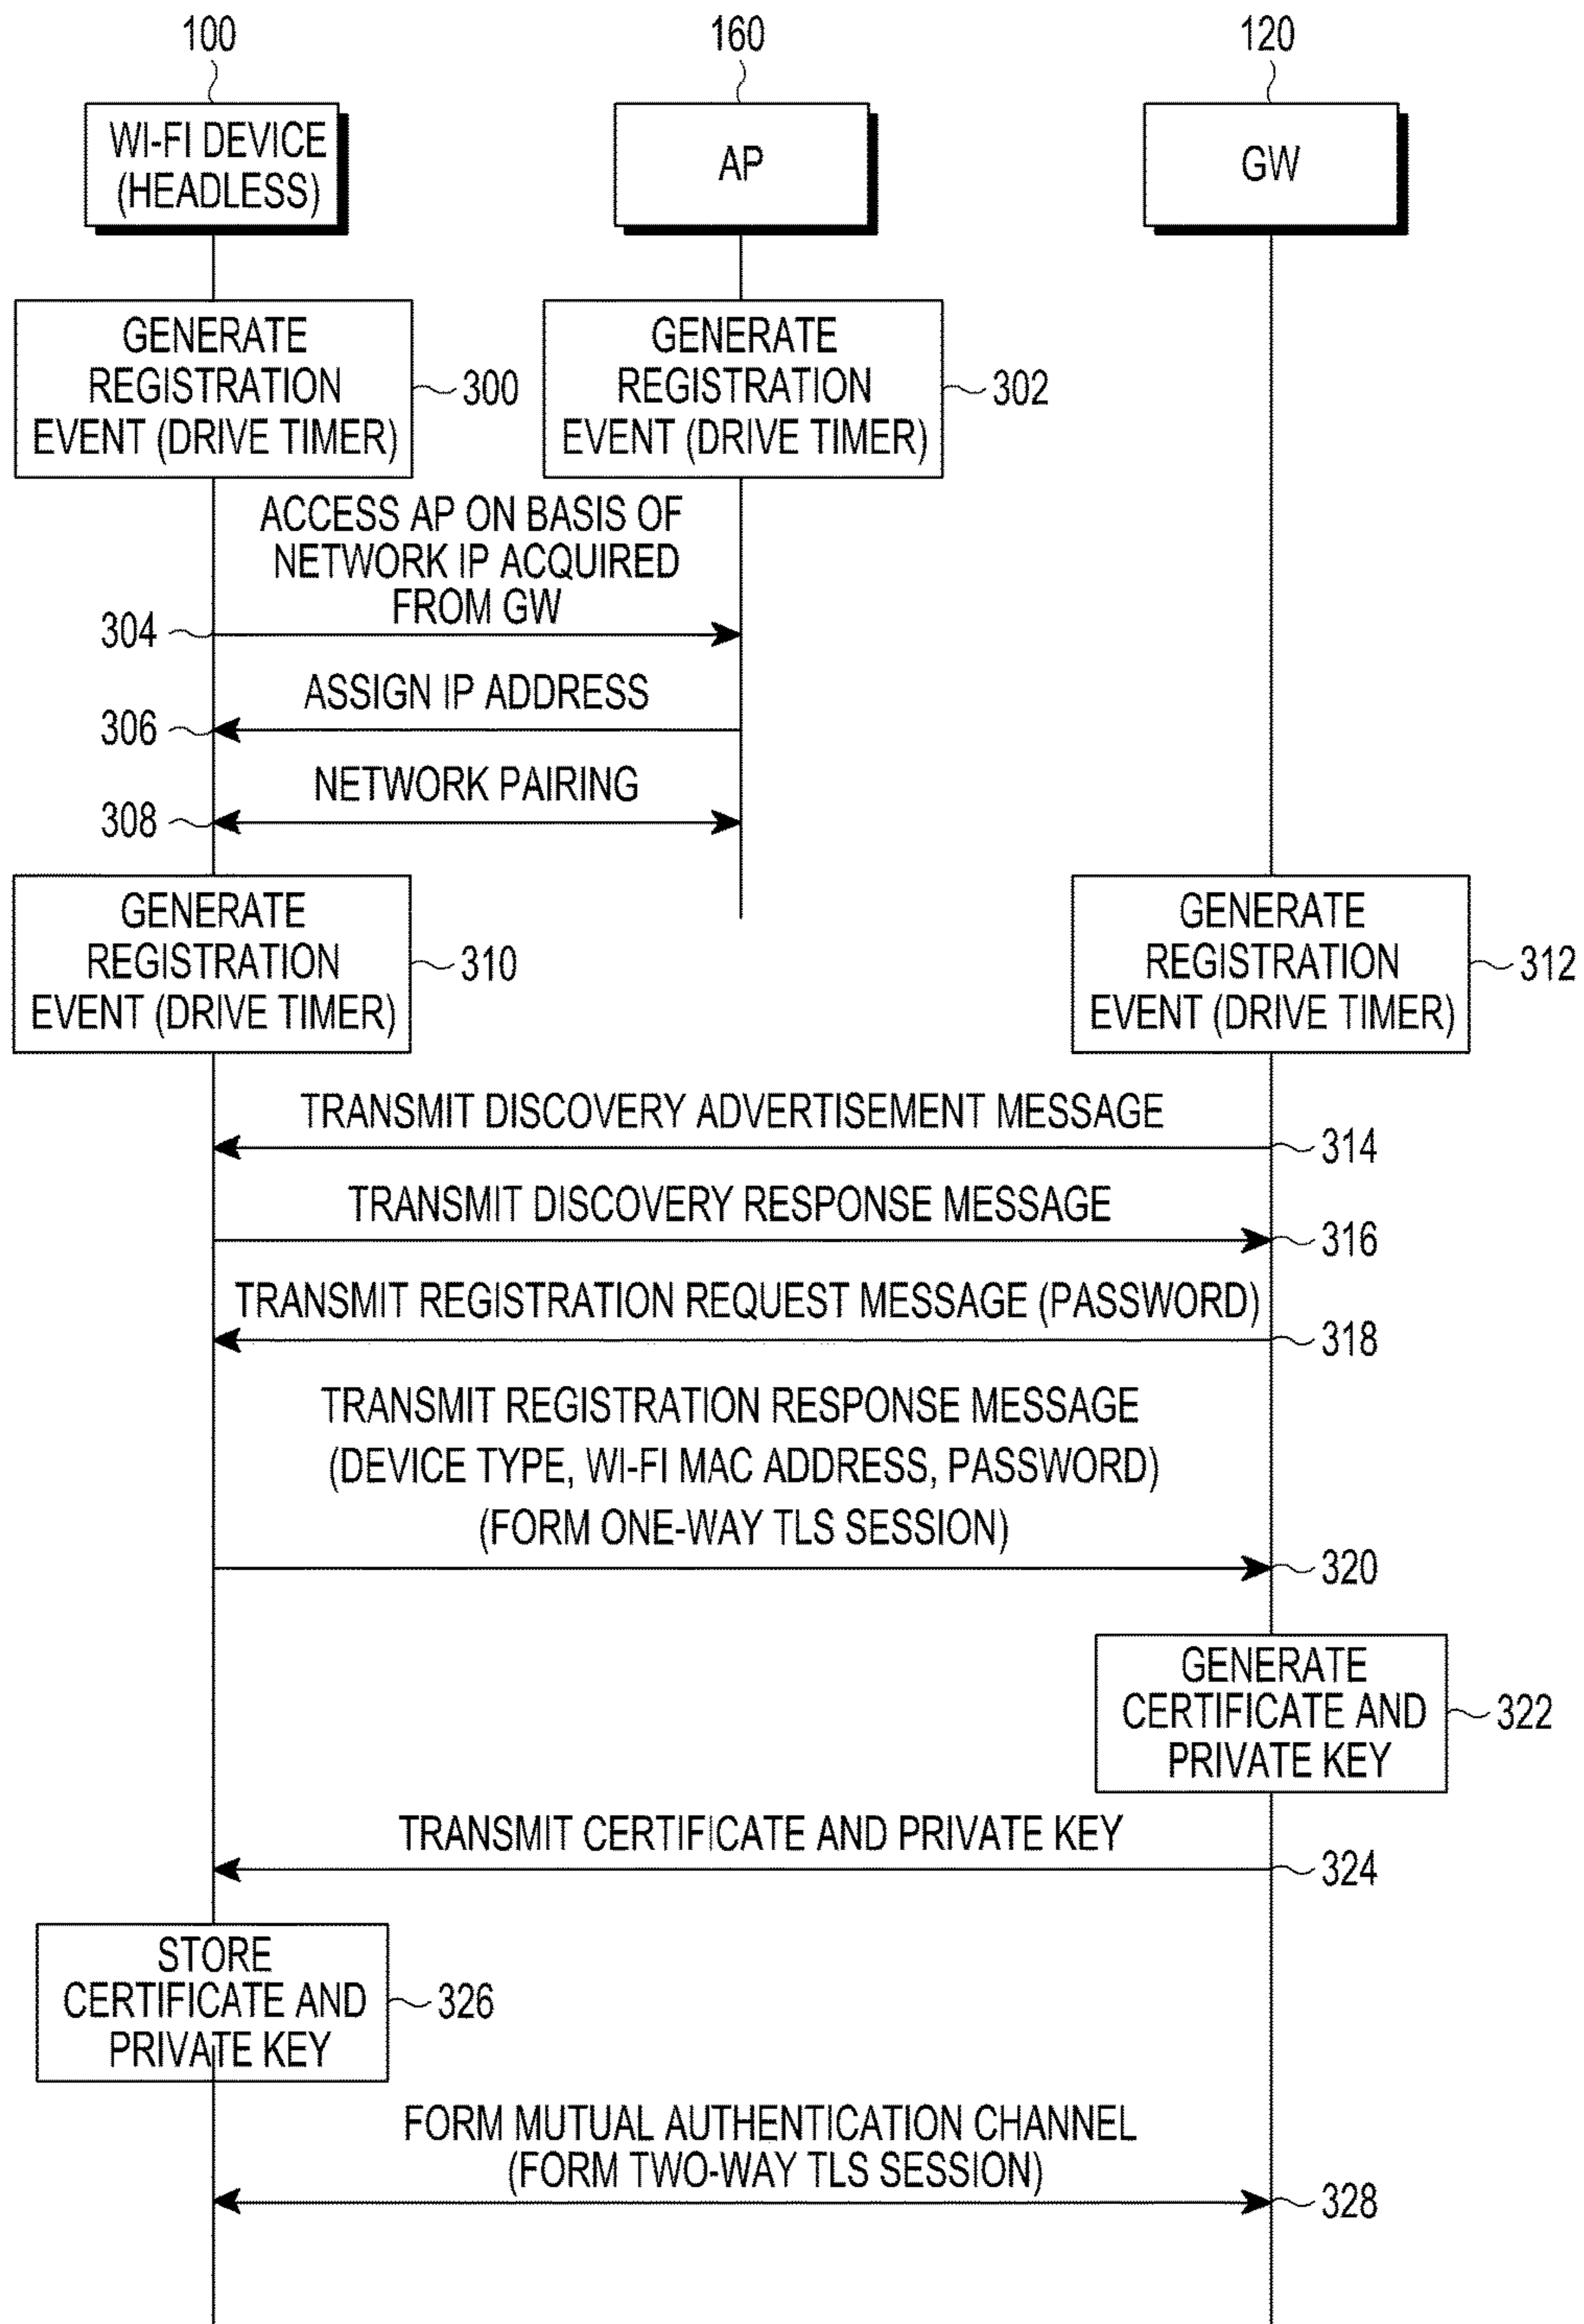 100
160
120
WI-FI DEVICE
(HEADLESS)
AP
GW
GENERATE
REGISTRATION
EVENT (DRIVE TIMER)
300
GENERATE
REGISTRATION
EVENT (DRIVE TIMER)
302
ACCESS AP ON BASIS OF
NETWORK IP ACQUIRED
FROM GW
304
ASSIGN IP ADDRESS
306
NETWORK PAIRING
308
GENERATE
REGISTRATION
EVENT (DRIVE TIMER)
310
GENERATE
REGISTRATION
EVENT (DRIVE TIMER)
312
TRANSMIT DISCOVERY ADVERTISEMENT MESSAGE
314
TRANSMIT DISCOVERY RESPONSE MESSAGE
316
TRANSMIT REGISTRATION REQUEST MESSAGE (PASSWORD)
318
TRANSMIT REGISTRATION RESPONSE MESSAGE
(DEVICE TYPE, WI-FI MAC ADDRESS, PASSWORD)
(FORM ONE-WAY TLS SESSION)
320
GENERATE
CERTIFICATE AND
PRIVATE KEY
322
TRANSMIT CERTIFICATE AND PRIVATE KEY
324
STORE
CERTIFICATE AND
PRIVATE KEY
326
FORM MUTUAL AUTHENTICATION CHANNEL
(FORM TWO-WAY TLS SESSION)
328